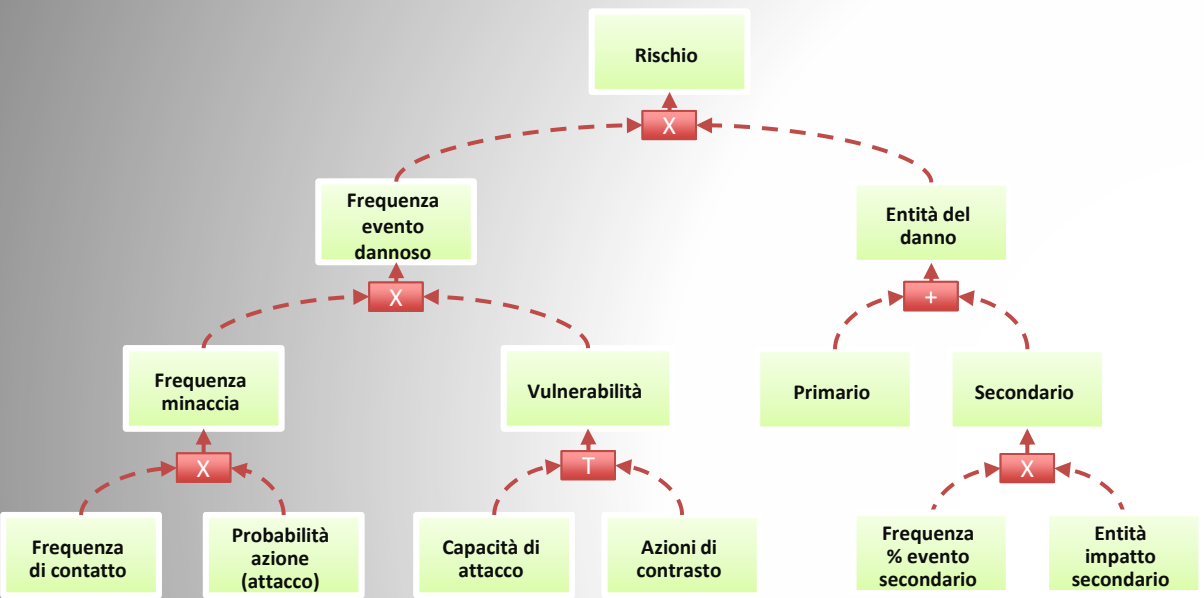 Rischio
X
Frequenza
evento
dannoso
Entità del
danno
X
+
Frequenza
minaccia
Vulnerabilità
Primario
Secondario
X
T
X
Frequenza
di contatto
Probabilità
azione
(attacco)
Capacità di
attacco
Azioni di
contrasto
Frequenza
% evento
secondario
Entità
impatto
secondario